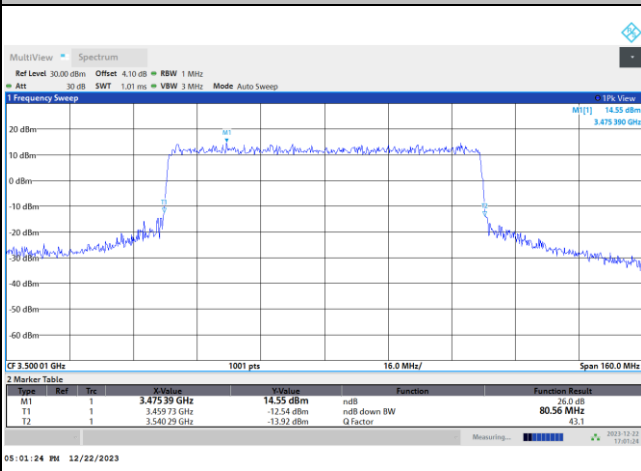 MultiView Spectrum
Ref Level 30.00 dBm Offset 4.10 dB RBW 1 MHz
Att 30 dB SWT 1.01 ms VBW 3 MHz Mode Auto Sweep
1 Frequency Sweep 1Pk View
M1[1] 14.55 dBm
3.475 390 GHz
M1
20 dBm
10 dBm
0 dBm
T1 T2
-10 dBm
-20 dBm
-30 dBm
-40 dBm
-50 dBm
-60 dBm
CF 3.500 01 GHz 1001 pts 16.0 MHz/ Span 160.0 MHz
2 Marker Table
Type Ref Trc X-Value Y-Value Function Function Result
M1 1 3.475 39 GHz 14.55 dBm ndB 26.0 dB
T1 1 3.459 73 GHz -12.54 dBm ndB down BW 80.56 MHz
T2 1 3.540 29 GHz -13.92 dBm Q Factor 43.1
Measuring... 2023-12-22
17:01:24
05:01:24 PM 12/22/2023